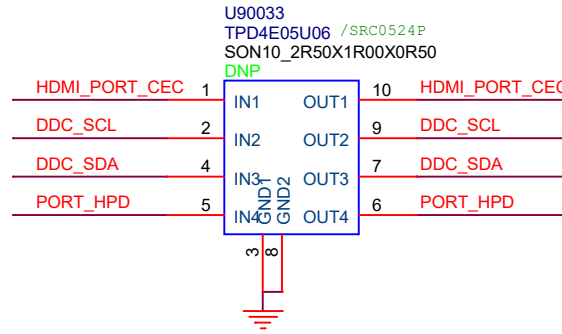 U90033
TPD4E05U06 /SRC0524P
SON10_2R50X1R00X0R50
DNP
HDMI_PORT_CEC 1 IN1 OUT1 10 HDMI_PORT_CEC
DDC_SCL 2 IN2 OUT2 9 DDC_SCL
DDC_SDA 4 IN3 OUT3 7 DDC_SDA
PORT_HPD 5 IN4 OUT4 6 PORT_HPD
GND1 GND2
3 8